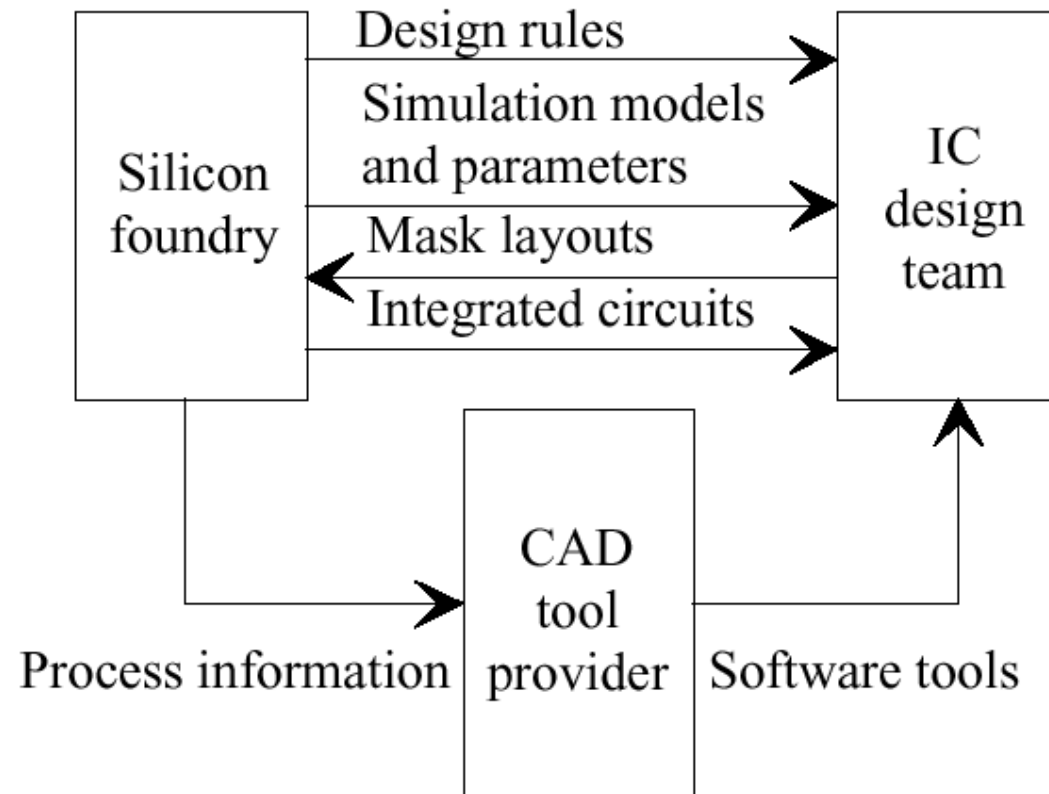 Design rules
Simulation models
and parameters
Silicon
foundry
Mask layouts
Integrated circuits
IC
design
team
CAD
tool
provider
Process information
Software tools